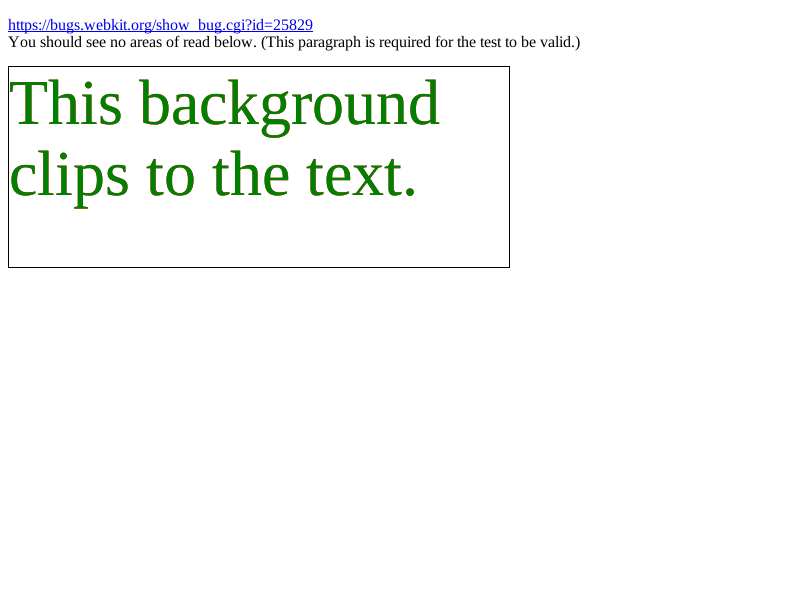 https://bugs.webkit.org/show_bug.cgi?id=25829
You should see no areas of read below. (This paragraph is required for the test to be valid.)
This background
clips to the text.